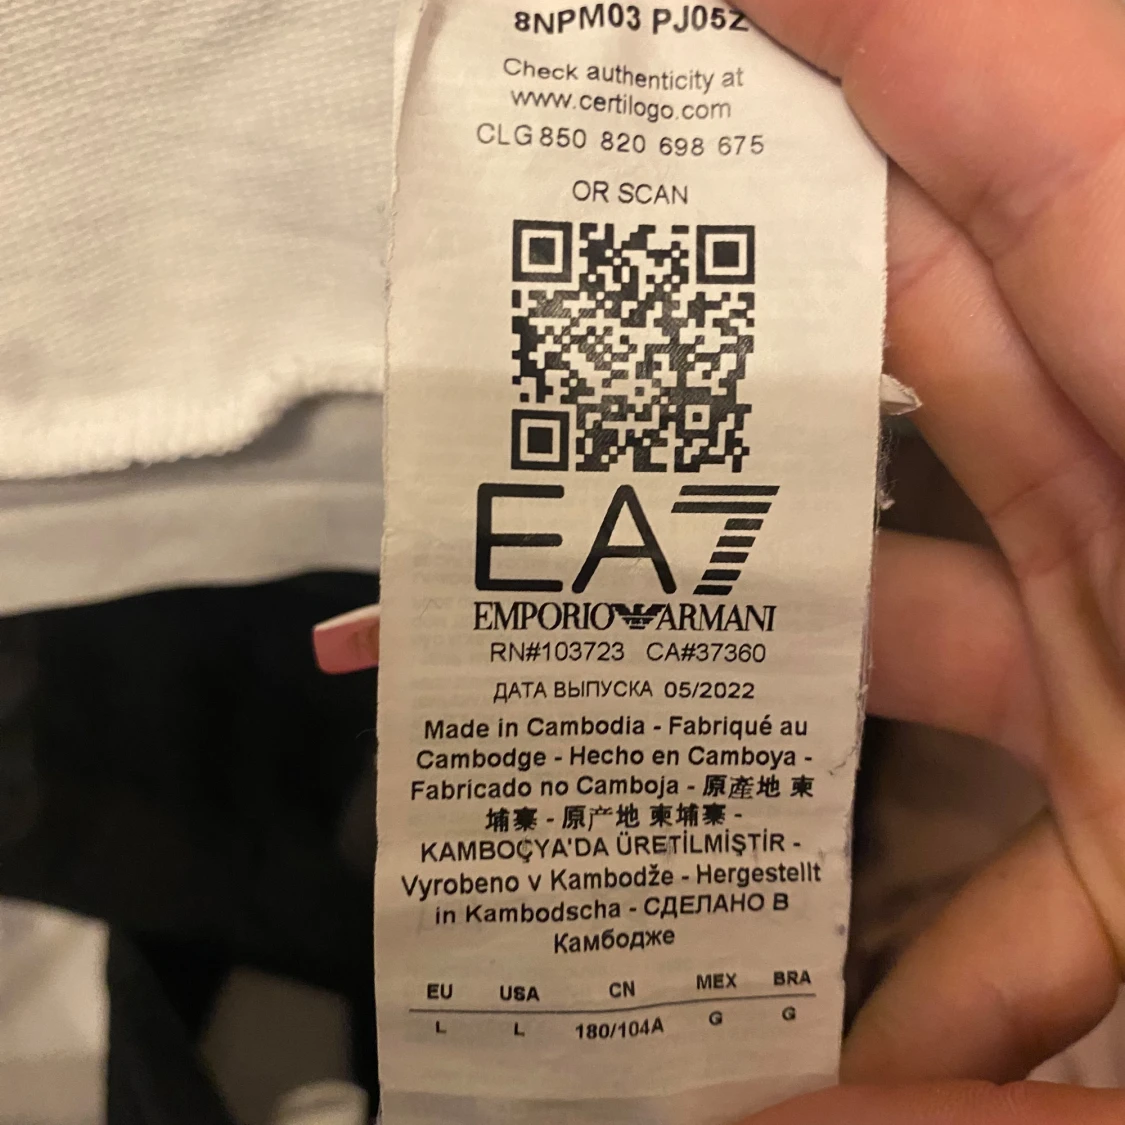 8NPM03 PJ05Z
Check authenticity at
www.certilogo.com
CLG 850 820 698 675
OR SCAN
EA7
EMPORIO ARMANI
RN#103723 CA#37360
ДАТА ВЫПУСКА 05/2022
Made in Cambodia - Fabriqué au
Cambodge - Hecho en Camboya -
Fabricado no Camboja - 原產地 柬
埔寨 - 原产地 柬埔寨 -
KAMBOÇYA'DA ÜRETİLMİŞTİR -
Vyrobeno v Kambodže - Hergestellt
in Kambodscha - СДЕЛАНО В
Камбодже
EU USA CN MEX BRA
L L 180/104A G G